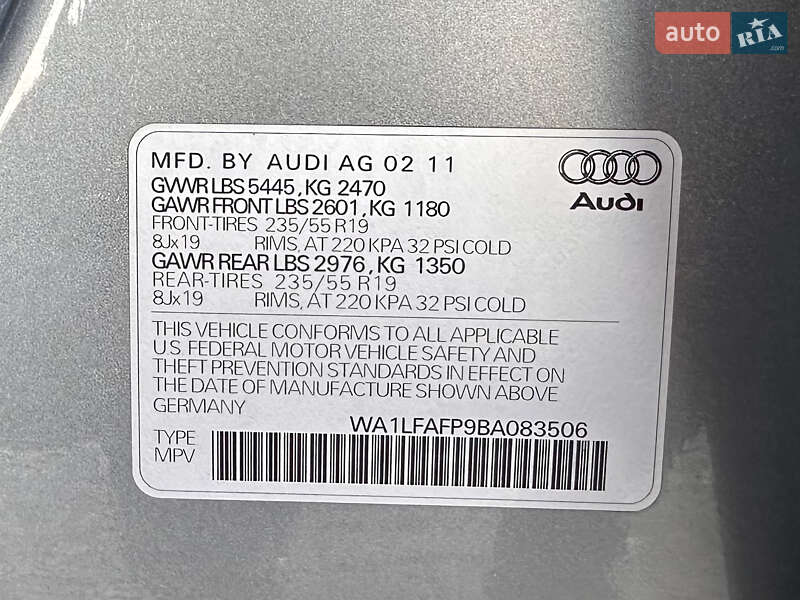 auto RIA.com
MFD. BY AUDI AG 02 11
GVWR LBS 5445, KG 2470
GAWR FRONT LBS 2601, KG 1180
FRONT-TIRES 235/55 R19
8Jx19 RIMS, AT 220 KPA 32 PSI COLD
GAWR REAR LBS 2976, KG 1350
REAR-TIRES 235/55 R19
8Jx19 RIMS, AT 220 KPA 32 PSI COLD
Audi
THIS VEHICLE CONFORMS TO ALL APPLICABLE
U.S. FEDERAL MOTOR VEHICLE SAFETY AND
THEFT PREVENTION STANDARDS IN EFFECT ON
THE DATE OF MANUFACTURE SHOWN ABOVE
GERMANY
WA1LFAFP9BA083506
TYPE
MPV